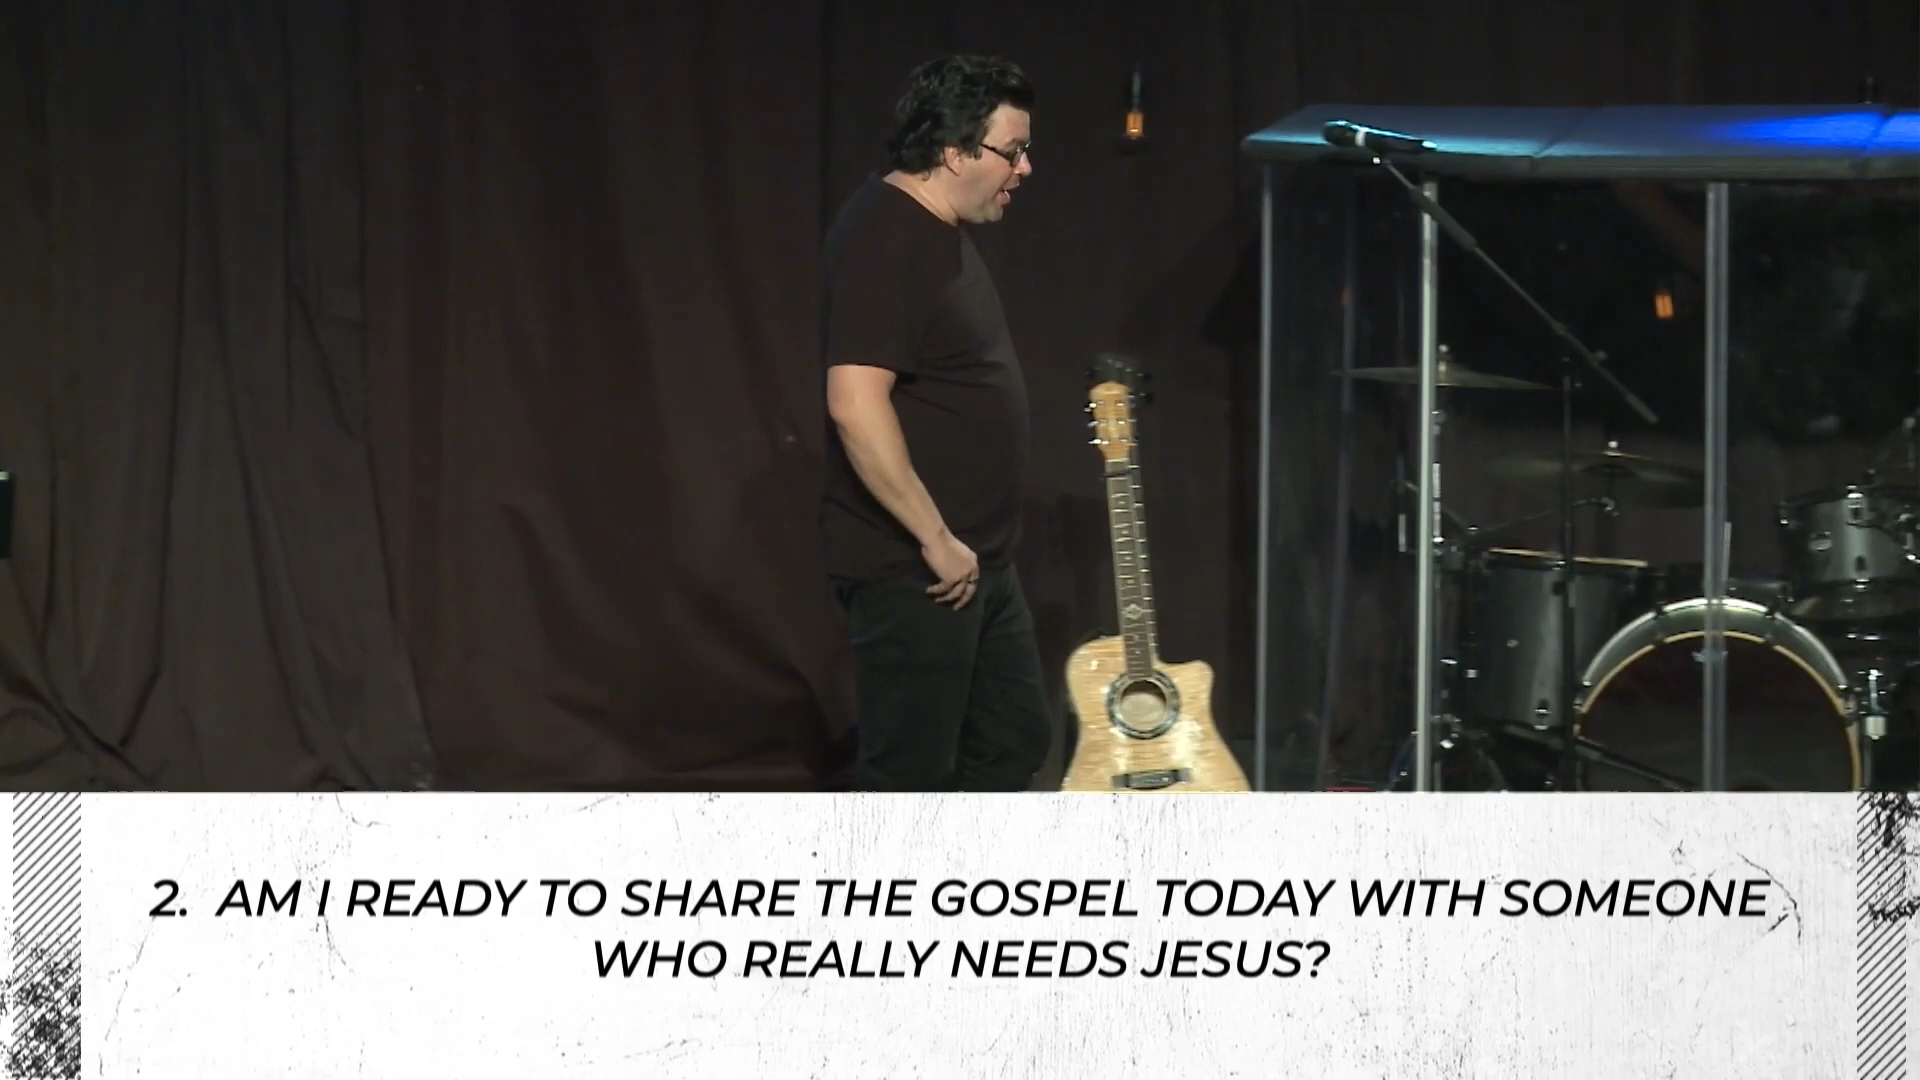 2. AM I READY TO SHARE THE GOSPEL TODAY WITH SOMEONE
WHO REALLY NEEDS JESUS?